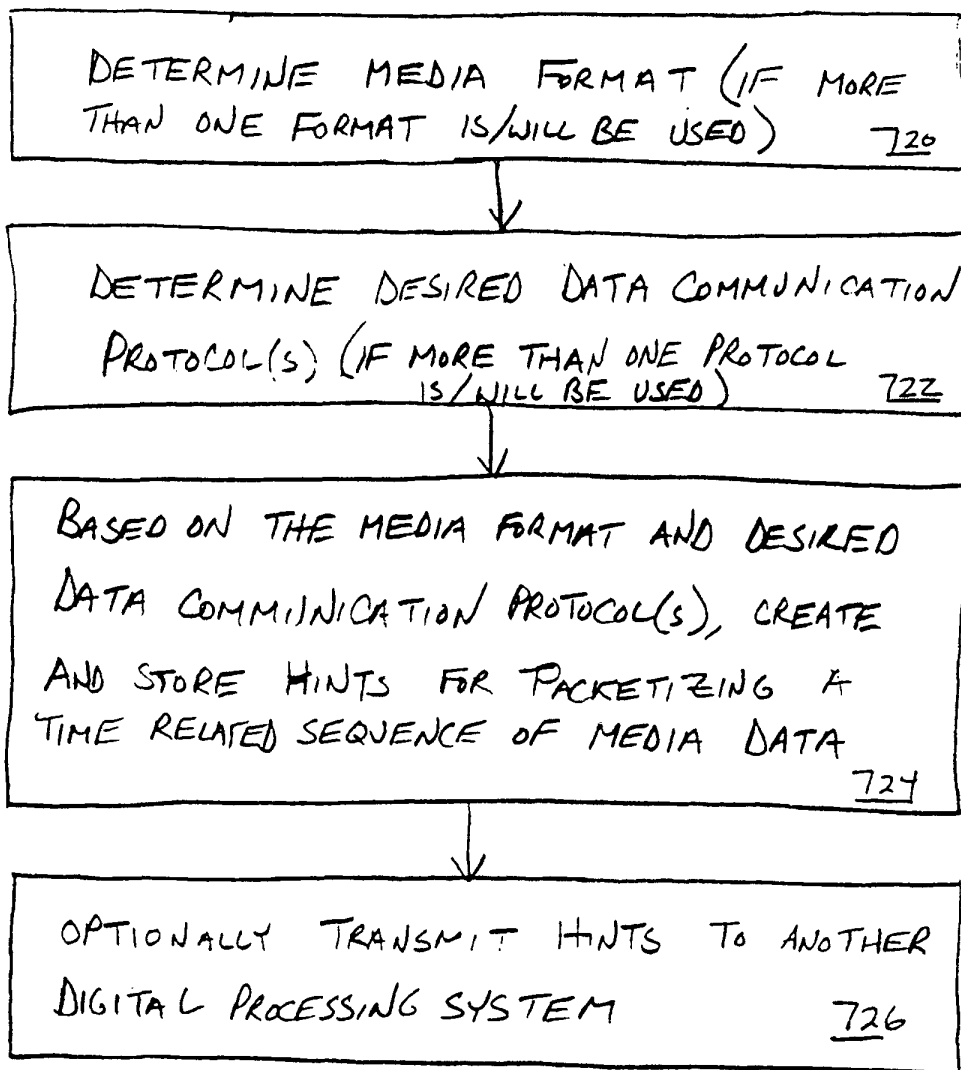 DETERMINE MEDIA FORMAT (IF MORE
THAN ONE FORMAT IS/WILL BE USED)
720
DETERMINE DESIRED DATA COMMUNICATION
PROTOCOL(S) (IF MORE THAN ONE PROTOCOL
IS/WILL BE USED)
722
BASED ON THE MEDIA FORMAT AND DESIRED
DATA COMMUNICATION PROTOCOL(S), CREATE
AND STORE HINTS FOR PACKETIZING A
TIME RELATED SEQUENCE OF MEDIA DATA
724
OPTIONALLY TRANSMIT HINTS TO ANOTHER
DIGITAL PROCESSING SYSTEM
726